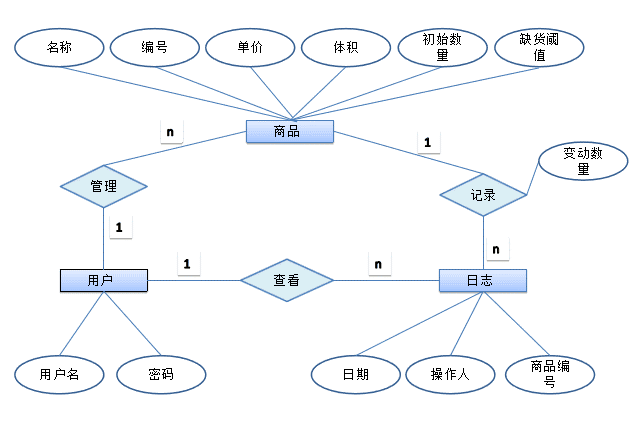 名称
编号
单价
体积
初始数
量
缺货阈
值
n
商品
1
变动数
量
管理
记录
1
n
用户
1
查看
n
日志
用户名
密码
日期
操作人
商品编
号